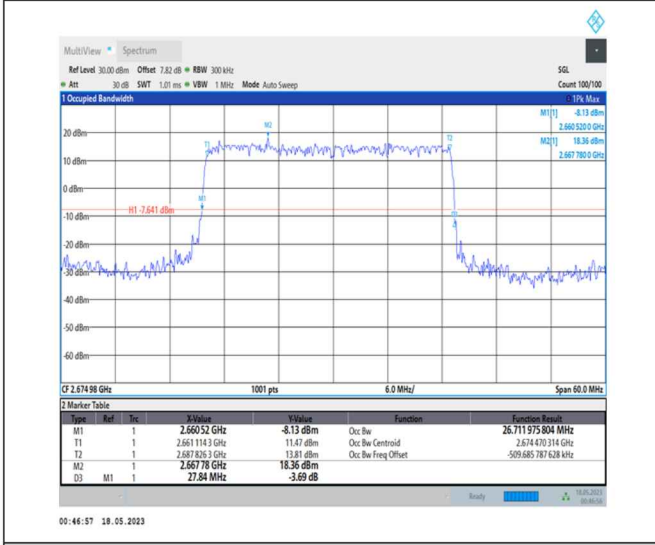 MultiView Spectrum
Ref Level 30.00 dBm Offset 7.82 dB RBW 300 kHz SGL
Att 30 dB SWT 1.01 ms VBW 1 MHz Mode Auto Sweep Count 100/100
1 Occupied Bandwidth 1Pk Max
M1[1] -8.13 dBm
2.660 520 0 GHz
M2[1] 18.36 dBm
2.667 780 0 GHz
M2
T1
T2
20 dBm
10 dBm
0 dBm
M1
H1 -7.641 dBm
-10 dBm
-20 dBm
-30 dBm
-40 dBm
-50 dBm
-60 dBm
CF 2.674 98 GHz 1001 pts 6.0 MHz/ Span 60.0 MHz
2 Marker Table
Type Ref Trc X-Value Y-Value Function Function Result
M1 1 2.660 52 GHz -8.13 dBm Occ Bw 26.711 975 804 MHz
T1 1 2.661 114 3 GHz 11.47 dBm Occ Bw Centroid 2.674 470 314 GHz
T2 1 2.687 826 3 GHz 13.81 dBm Occ Bw Freq Offset -509.685 787 628 kHz
M2 1 2.667 78 GHz 18.36 dBm
D3 M1 1 27.84 MHz -3.69 dB
Ready 18.05.2023
00:46:56
00:46:57 18.05.2023